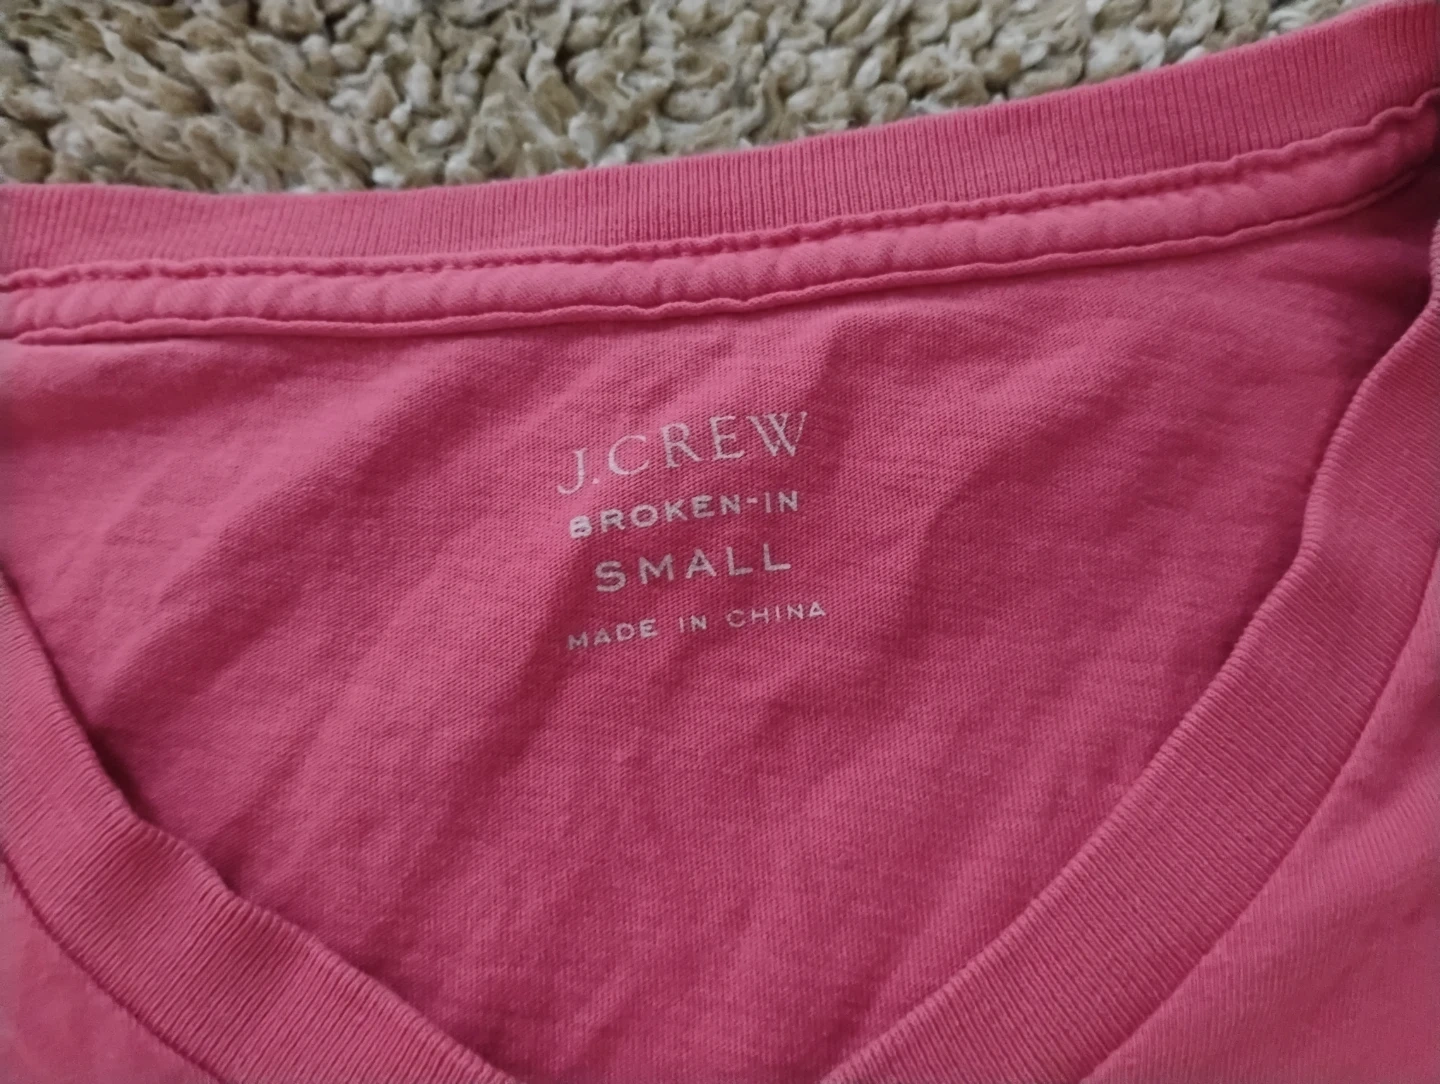 J.CREW
BROKEN-IN
SMALL
MADE IN CHINA